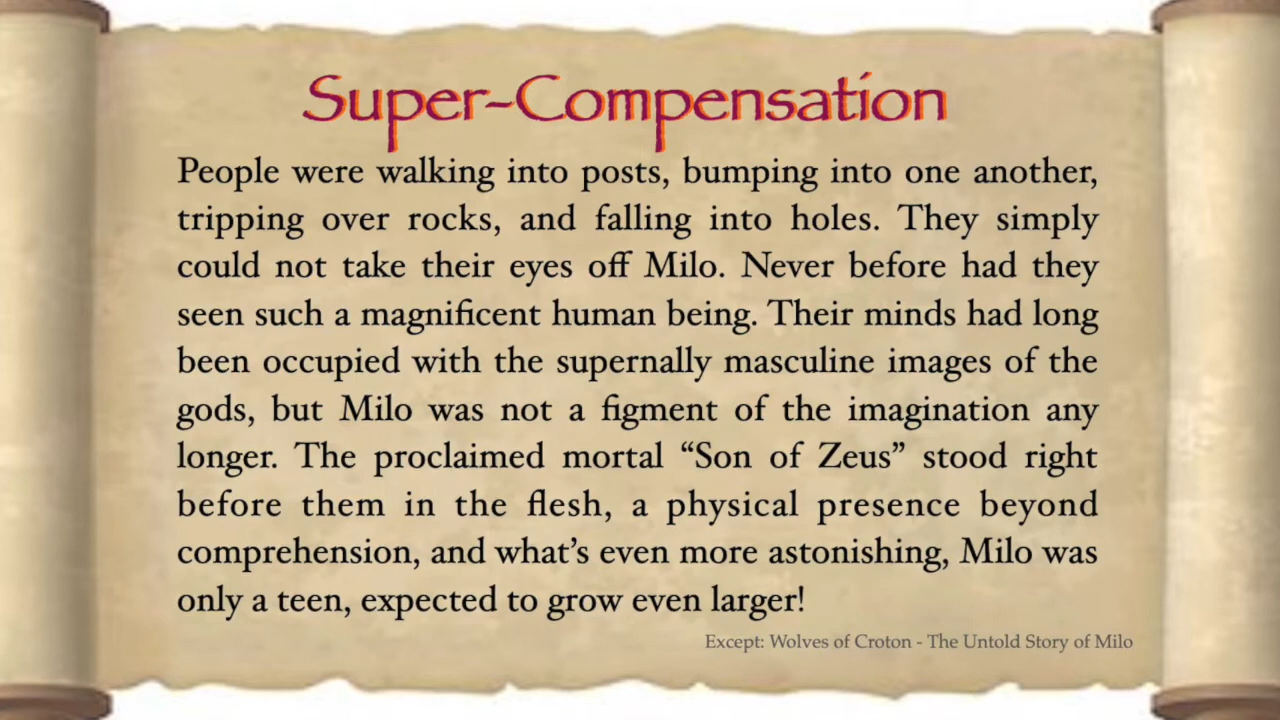 Super-Compensation
People were walking into posts, bumping into one another,
tripping over rocks, and falling into holes. They simply
could not take their eyes off Milo. Never before had they
seen such a magnificent human being. Their minds had long
been occupied with the supernally masculine images of the
gods, but Milo was not a figment of the imagination any
longer. The proclaimed mortal “Son of Zeus” stood right
before them in the flesh, a physical presence beyond
comprehension, and what’s even more astonishing, Milo was
only a teen, expected to grow even larger!
Except: Wolves of Croton - The Untold Story of Milo